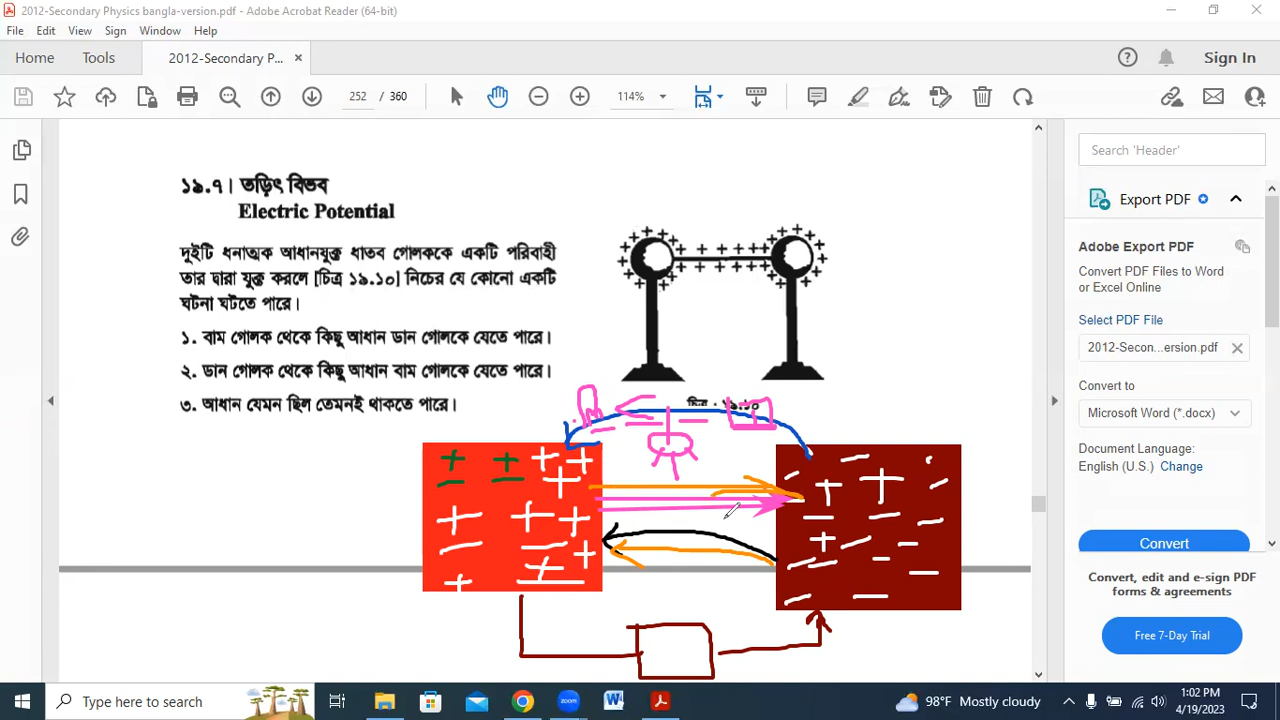 2012-Secondary Physics bangla-version.pdf - Adobe Acrobat Reader (64-bit)
File Edit View Sign Window Help
Home Tools 2012-Secondary P... × Sign In
252 / 360 114%
Search 'Header'
১৯.৭। তড়িৎ বিভব
Electric Potential
দুইটি ধনাত্মক আধানযুক্ত ধাতব গোলককে একটি পরিবাহী
তার দ্বারা যুক্ত করলে [চিত্র ১৯.১০] নিচের যে কোনো একটি
ঘটনা ঘটতে পারে।
১. বাম গোলক থেকে কিছু আধান ডান গোলকে যেতে পারে।
২. ডান গোলক থেকে কিছু আধান বাম গোলকে যেতে পারে।
৩. আধান যেমন ছিল তেমনই থাকতে পারে।
চিত্র : ১৯.১০
Export PDF
Adobe Export PDF
Convert PDF Files to Word
or Excel Online
Select PDF File
2012-Secon...ersion.pdf
Convert to
Microsoft Word (*.docx)
Document Language:
English (U.S.) Change
Convert
Convert, edit and e-sign PDF
forms & agreements
Free 7-Day Trial
Type here to search
98°F Mostly cloudy
1:02 PM
4/19/2023